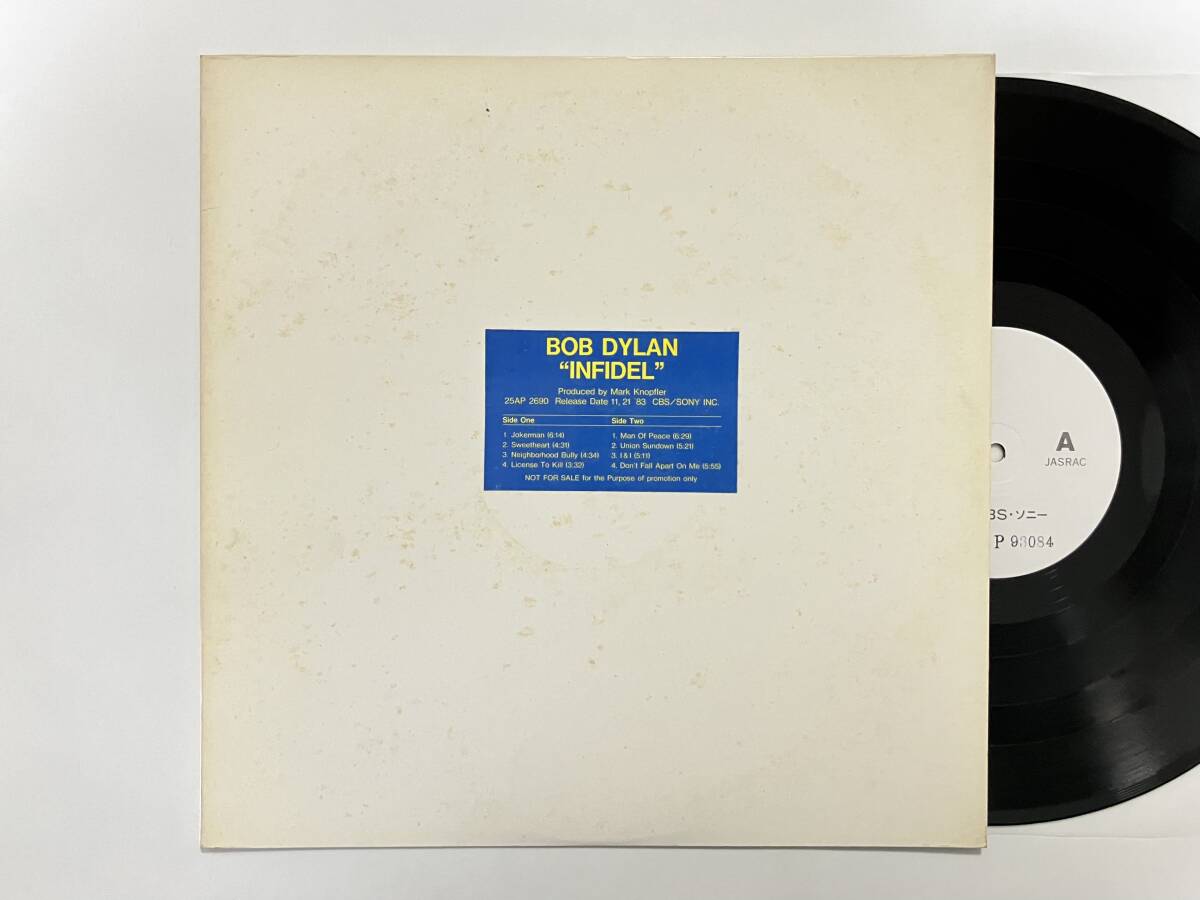 BOB DYLAN
“INFIDEL”
Produced by Mark Knopfler
25AP 2690 Release Date 11, 21 '83 CBS/SONY INC.
Side One
1. Jokerman (6:14)
2. Sweetheart (4:31)
3. Neighborhood Bully (4:34)
4. License To Kill (3:32)
Side Two
1. Man Of Peace (6:29)
2. Union Sundown (5:21)
3. I&I (5:11)
4. Don't Fall Apart On Me (5:55)
NOT FOR SALE for the Purpose of promotion only
A
JASRAC
BS・ソニー
P 93084